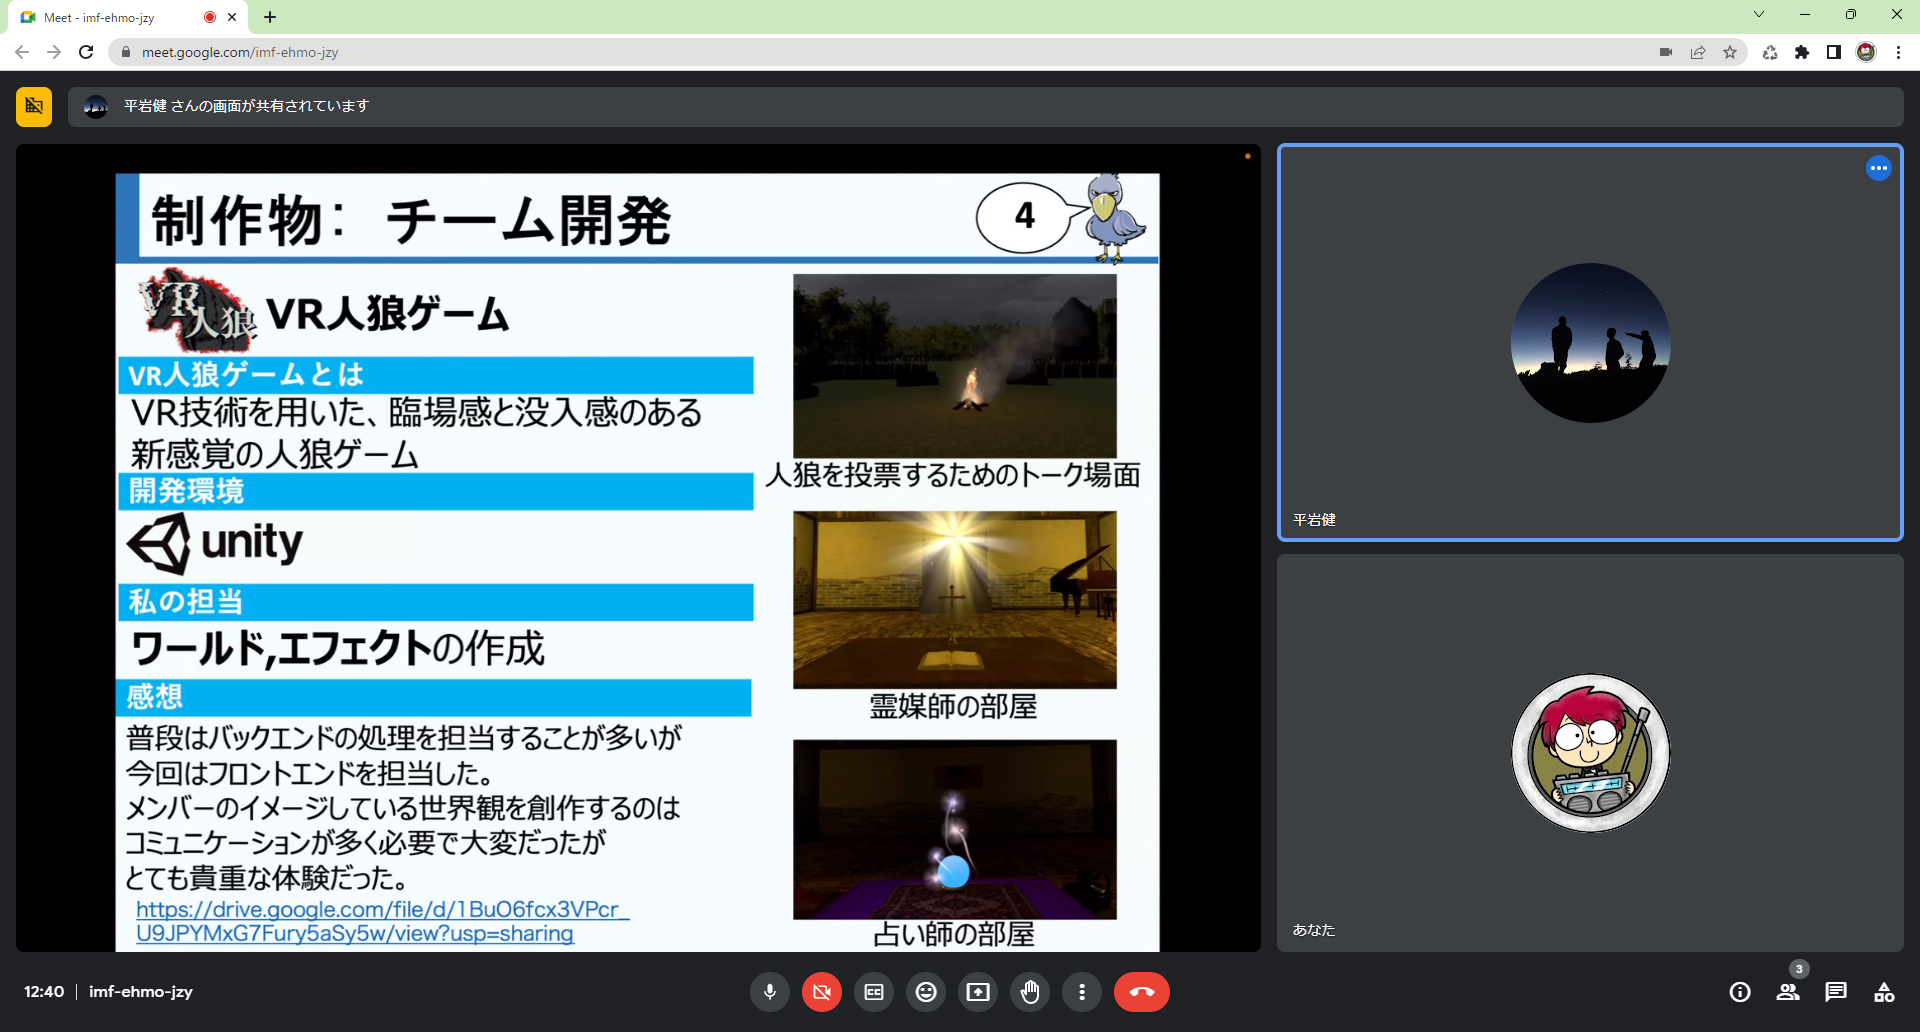 Meet - imf-ehmo-jzy
meet.google.com/imf-ehmo-jzy
平岩健 さんの画面が共有されています
制作物： チーム開発
4
VR
人狼
VR人狼ゲーム
VR人狼ゲームとは
VR技術を用いた、臨場感と没入感のある
新感覚の人狼ゲーム
開発環境
unity
私の担当
ワールド,エフェクトの作成
感想
普段はバックエンドの処理を担当することが多いが
今回はフロントエンドを担当した。
メンバーのイメージしている世界観を創作するのは
コミュニケーションが多く必要で大変だったが
とても貴重な体験だった。
https://drive.google.com/file/d/1BuO6fcx3VPcr_
U9JPYMxG7Fury5aSy5w/view?usp=sharing
人狼を投票するためのトーク場面
霊媒師の部屋
占い師の部屋
平岩健
あなた
12:40
imf-ehmo-jzy
CC
3